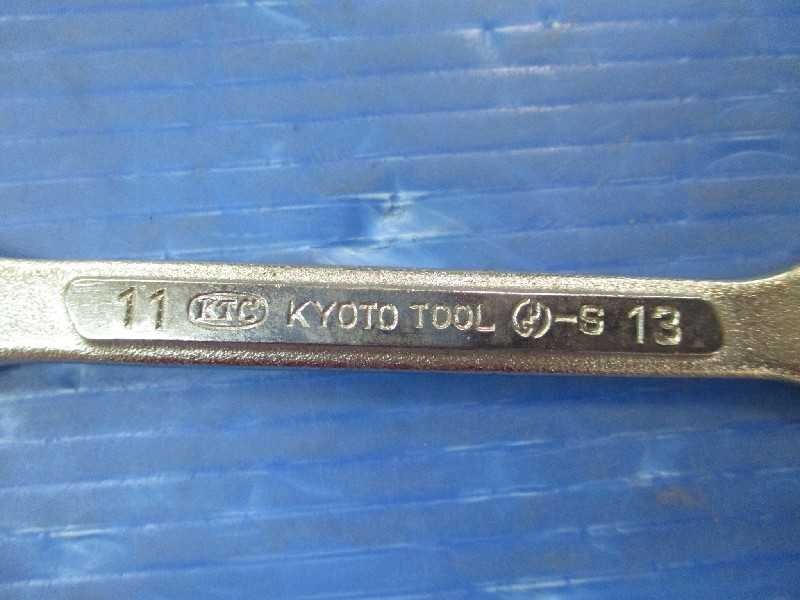 11 KTC KYOTO TOOL -S 13